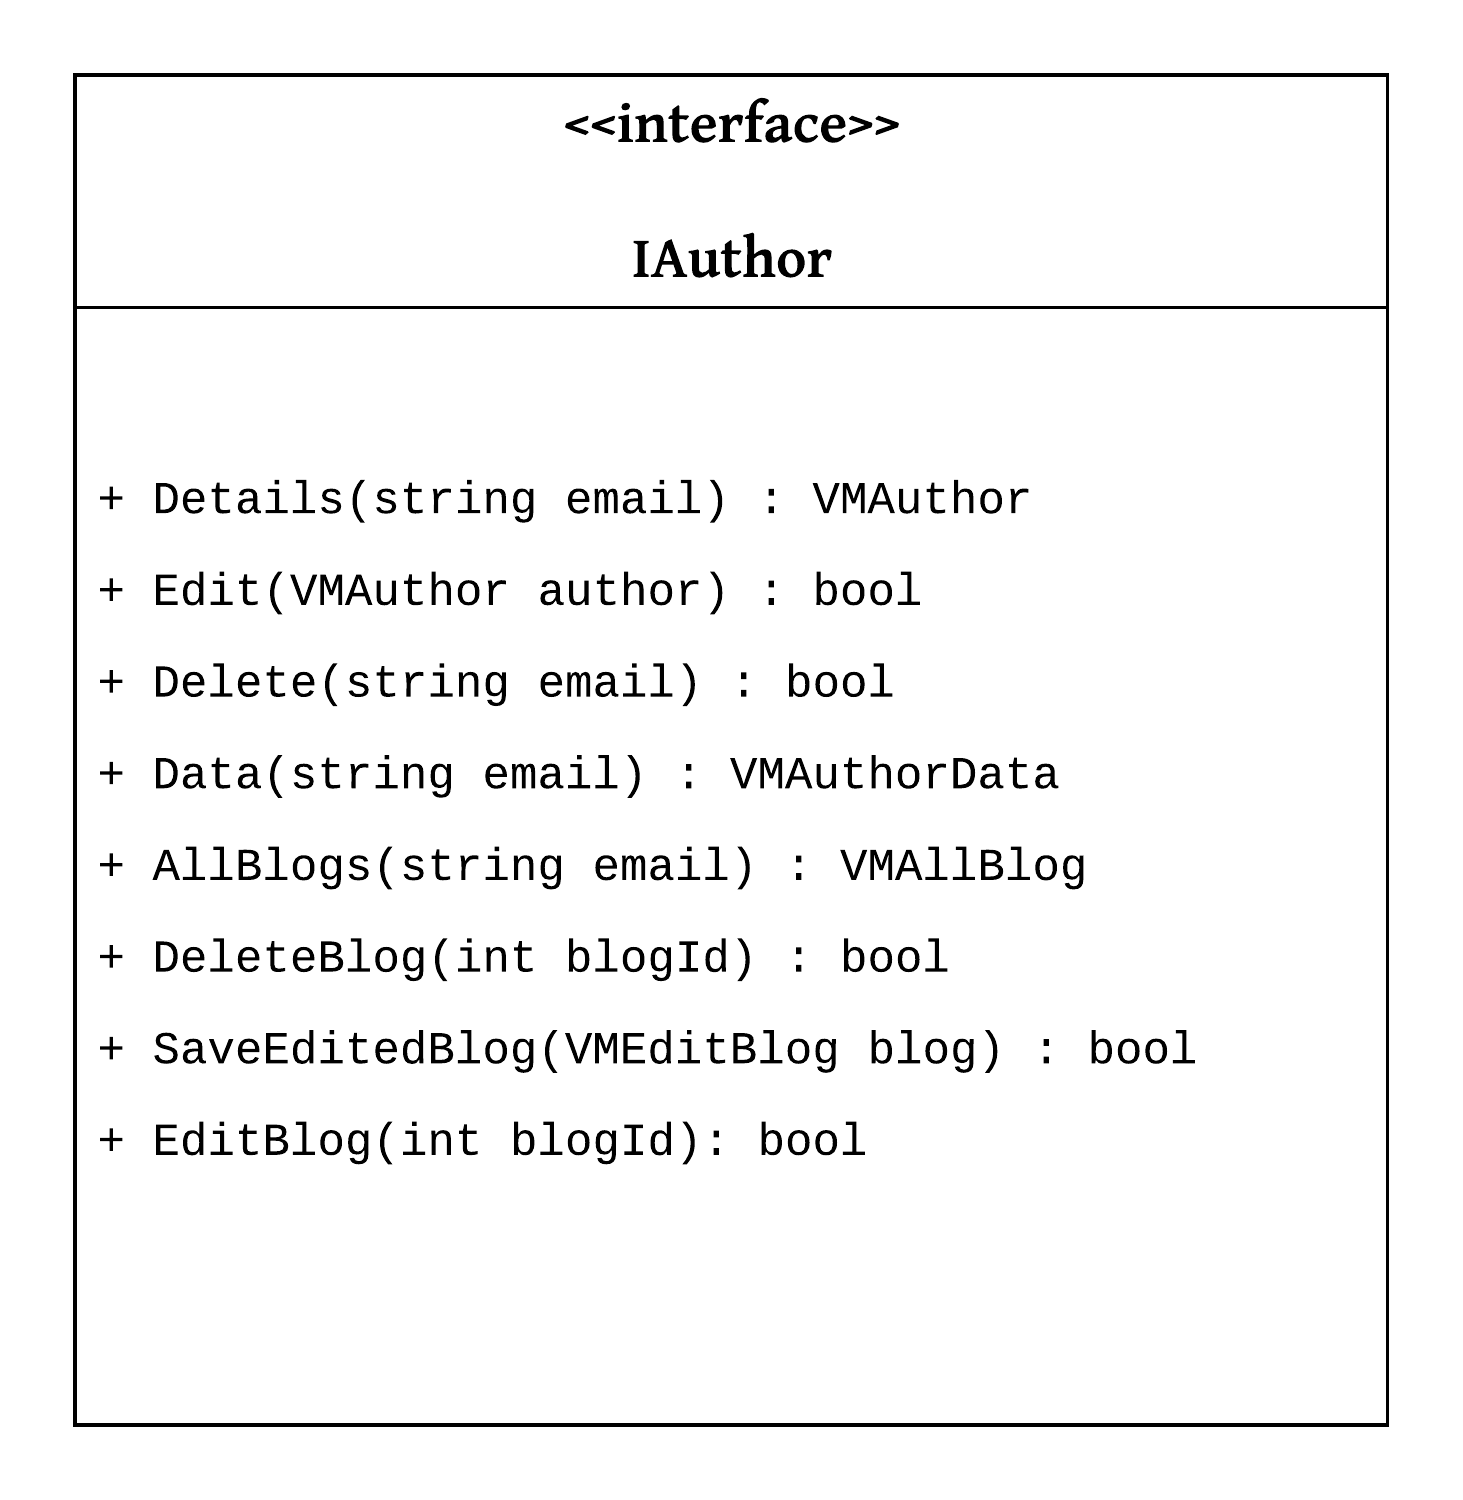 <<interface>>
IAuthor
+ Details(string email) : VMAuthor
+ Edit(VMAuthor author) : bool
+ Delete(string email) : bool
+ Data(string email) : VMAuthorData
+ AllBlogs(string email) : VMAllBlog
+ DeleteBlog(int blogId) : bool
+ SaveEditedBlog(VMEditBlog blog) : bool
+ EditBlog(int blogId): bool